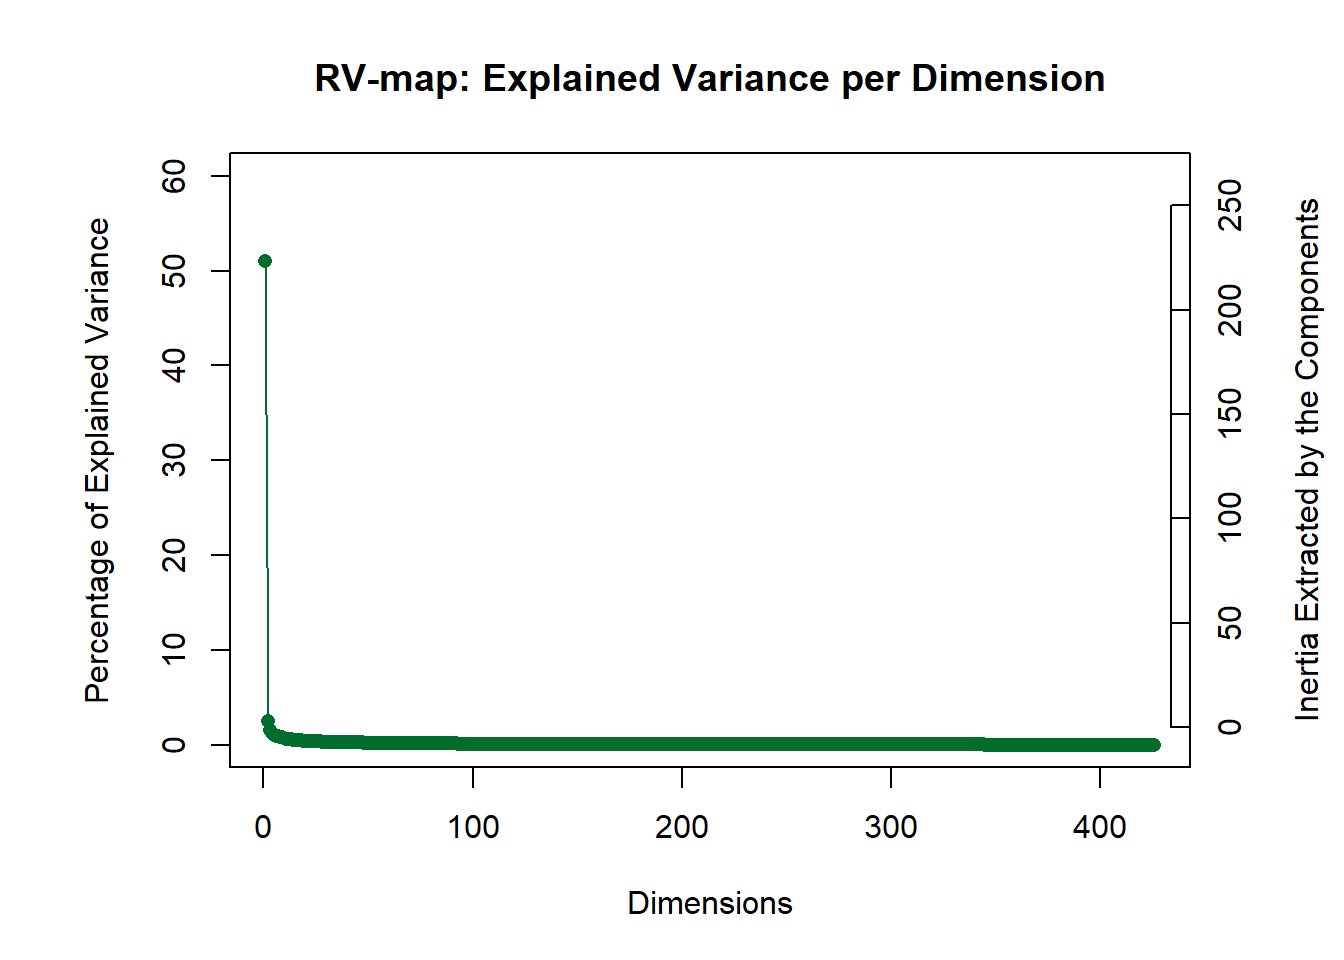 RV-map: Explained Variance per Dimension
Percentage of Explained Variance
60
50
40
30
20
10
0
250
200
150
100
50
0
Inertia Extracted by the Components
0 100 200 300 400
Dimensions